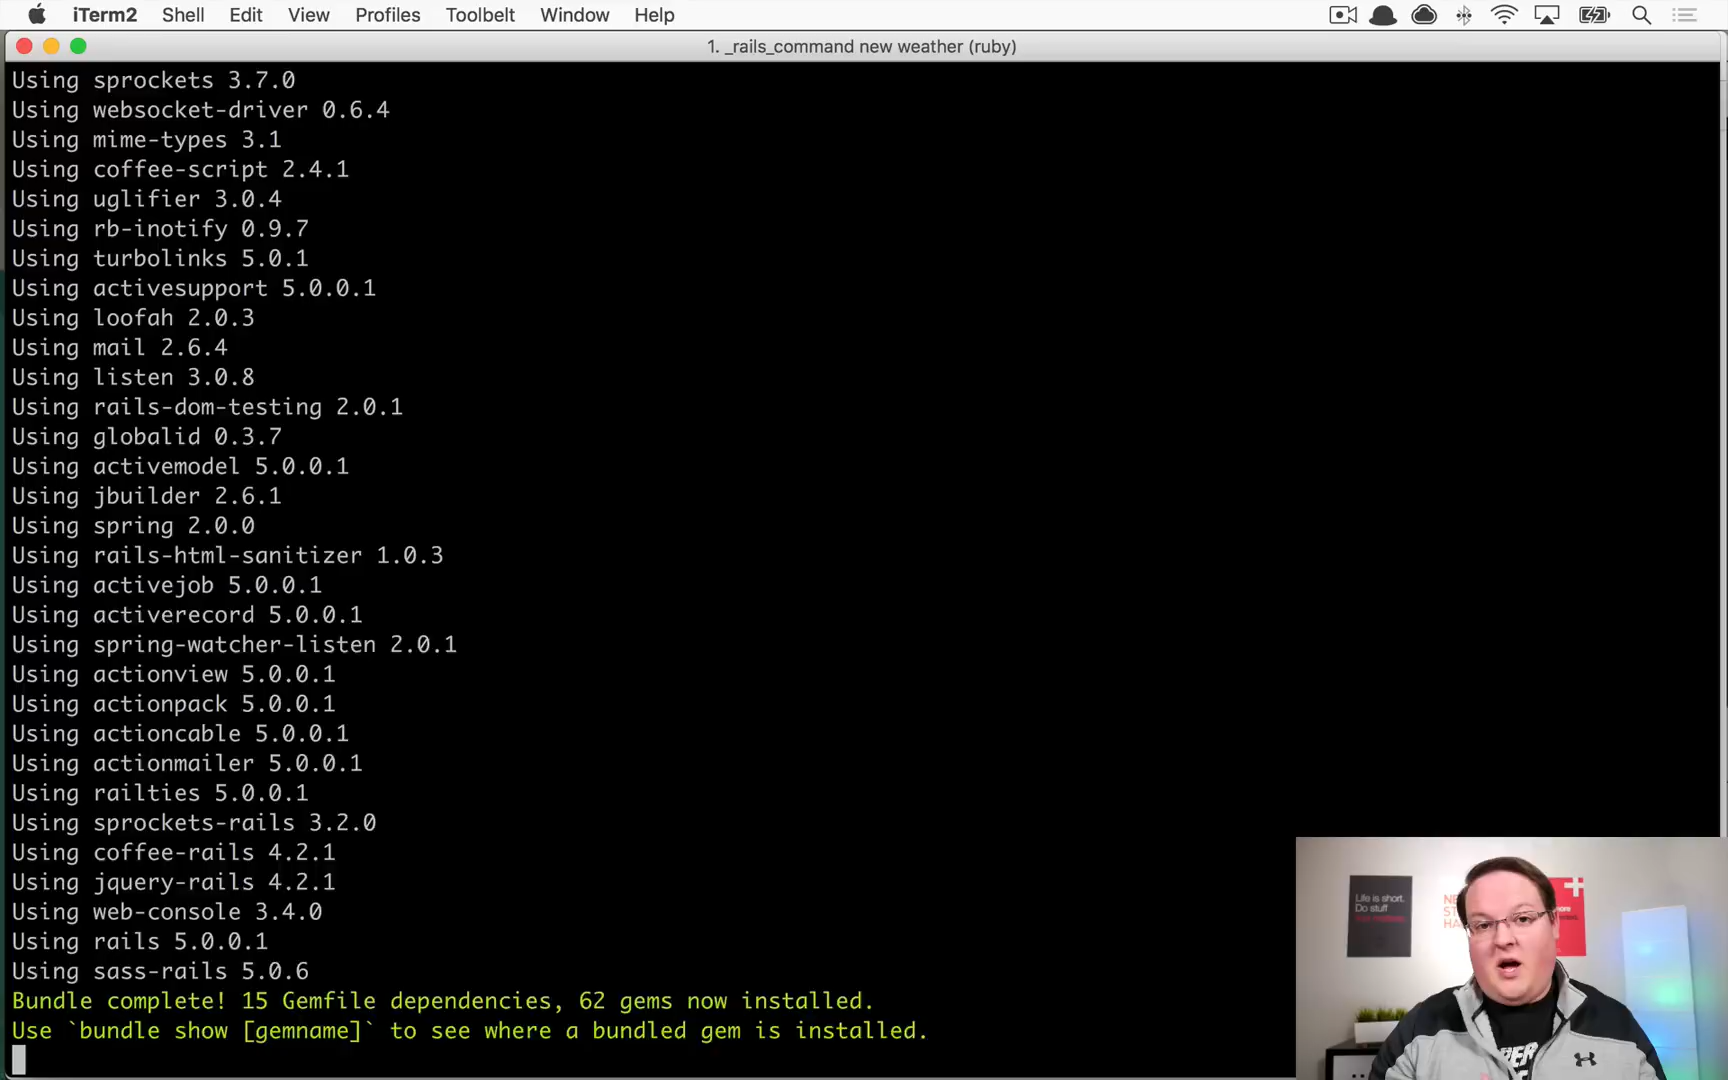 iTerm2 Shell Edit View Profiles Toolbelt Window Help
1. _rails_command new weather (ruby)
Using sprockets 3.7.0
Using websocket-driver 0.6.4
Using mime-types 3.1
Using coffee-script 2.4.1
Using uglifier 3.0.4
Using rb-inotify 0.9.7
Using turbolinks 5.0.1
Using activesupport 5.0.0.1
Using loofah 2.0.3
Using mail 2.6.4
Using listen 3.0.8
Using rails-dom-testing 2.0.1
Using globalid 0.3.7
Using activemodel 5.0.0.1
Using jbuilder 2.6.1
Using spring 2.0.0
Using rails-html-sanitizer 1.0.3
Using activejob 5.0.0.1
Using activerecord 5.0.0.1
Using spring-watcher-listen 2.0.1
Using actionview 5.0.0.1
Using actionpack 5.0.0.1
Using actioncable 5.0.0.1
Using actionmailer 5.0.0.1
Using railties 5.0.0.1
Using sprockets-rails 3.2.0
Using coffee-rails 4.2.1
Using jquery-rails 4.2.1
Using web-console 3.4.0
Using rails 5.0.0.1
Using sass-rails 5.0.6
Bundle complete! 15 Gemfile dependencies, 62 gems now installed.
Use `bundle show [gemname]` to see where a bundled gem is installed.
Life is short.
Do stuff